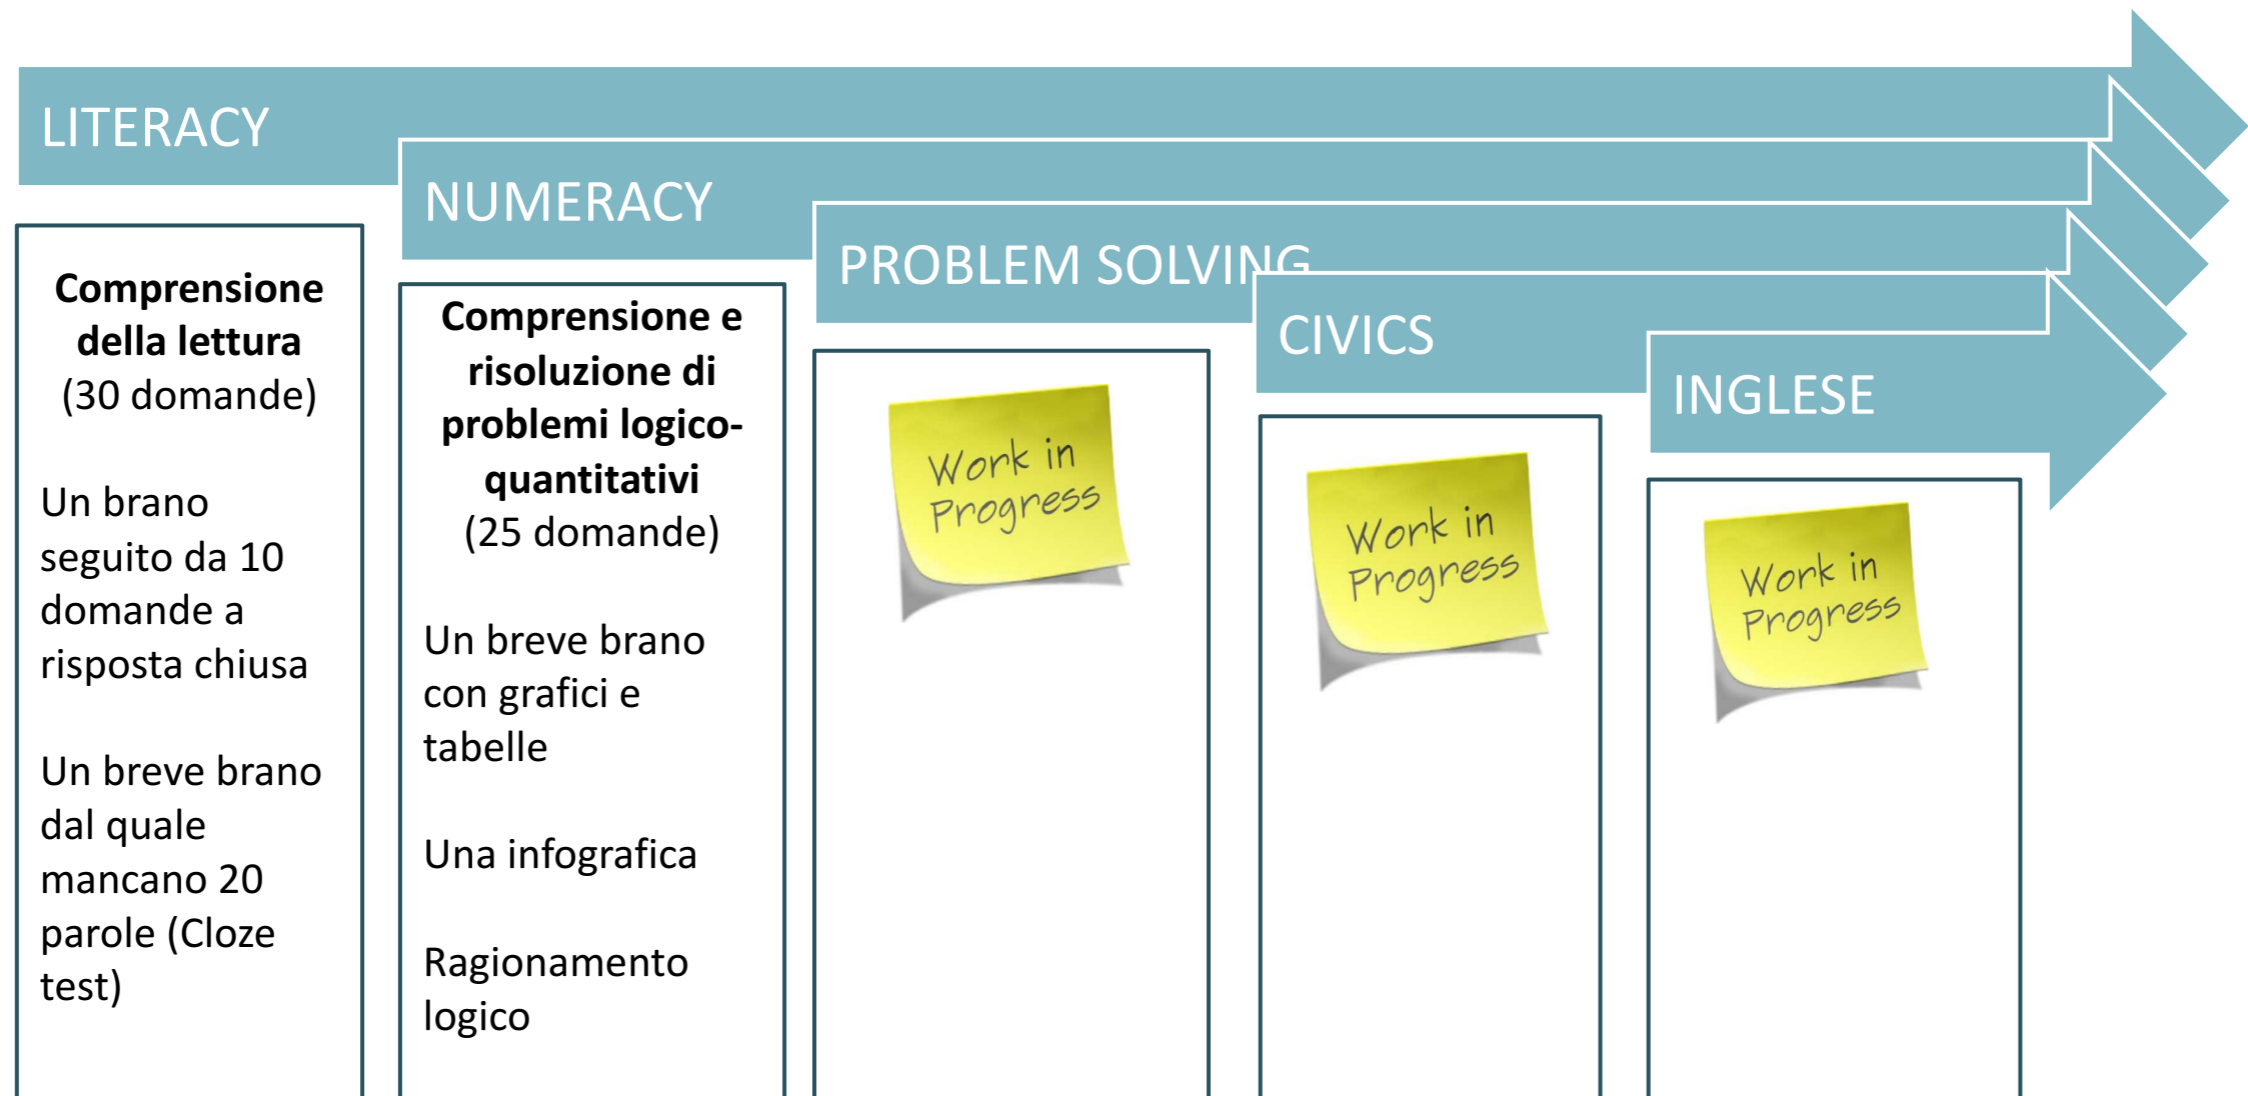 LITERACY
Comprensione
della lettura
(30 domande)
Un brano
seguito da 10
domande a
risposta chiusa
Un breve brano
dal quale
mancano 20
parole (Cloze
test)
NUMERACY
Comprensione e
risoluzione di
problemi logico-
quantitativi
(25 domande)
Un breve brano
con grafici e
tabelle
Una infografica
Ragionamento
logico
PROBLEM SOLVING
Work in
Progress
CIVICS
Work in
Progress
INGLESE
Work in
Progress